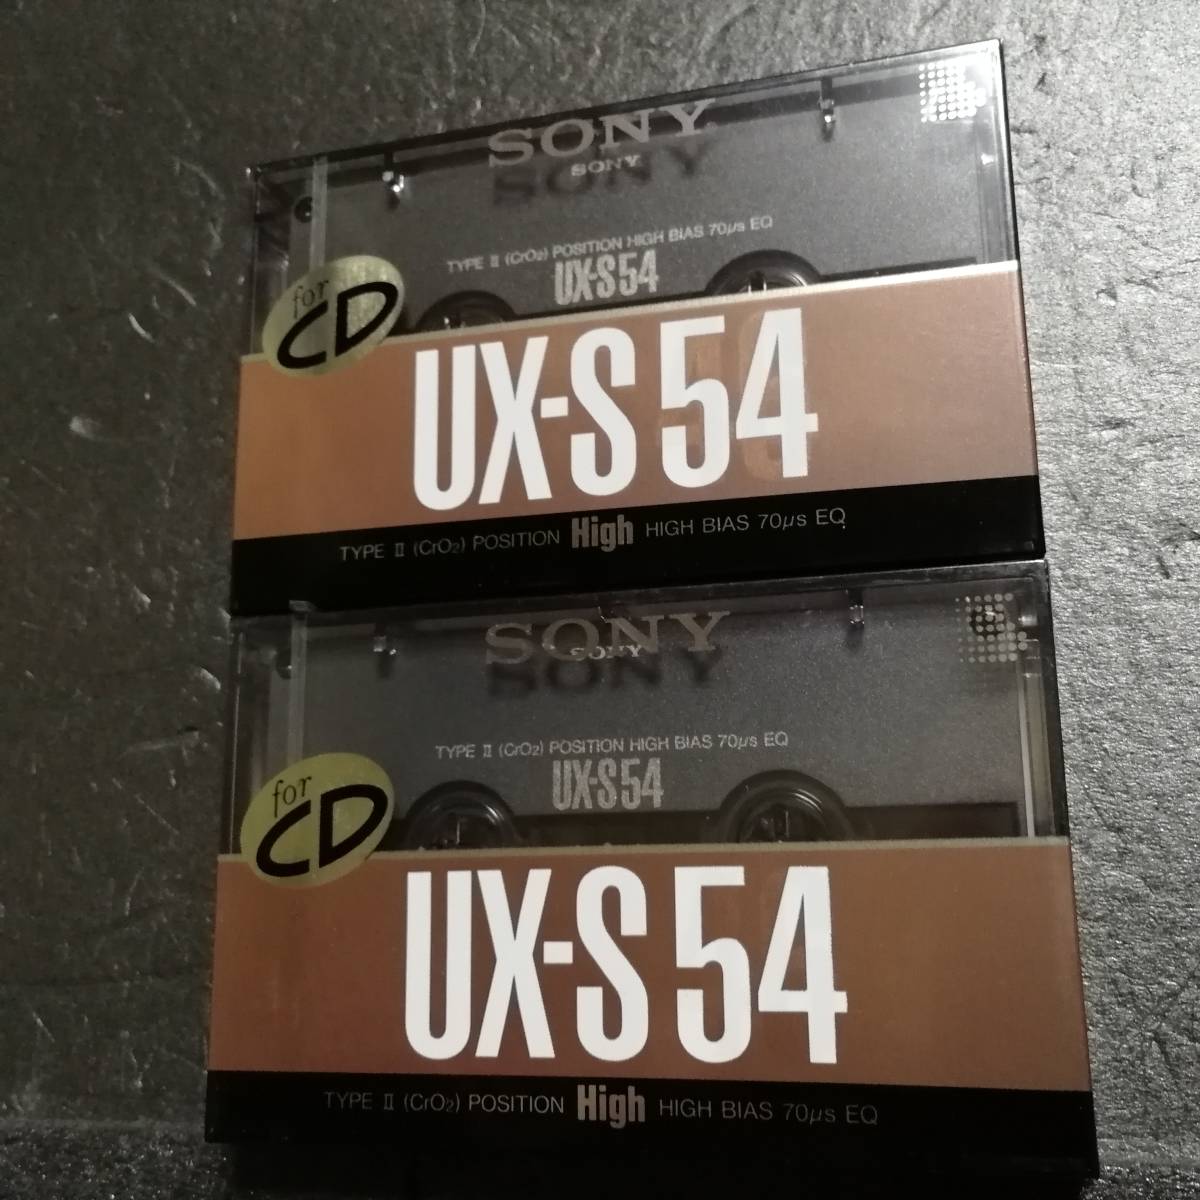 SONY
SONY
TYPE II (CrO2) POSITION HIGH BIAS 70µs EQ
UX-S54
for
CD
UX-S 54
TYPE II (CrO2) POSITION High HIGH BIAS 70µs EQ
SONY
SONY
TYPE II (CrO2) POSITION HIGH BIAS 70µs EQ
UX-S54
for
CD
UX-S 54
TYPE II (CrO2) POSITION High HIGH BIAS 70µs EQ